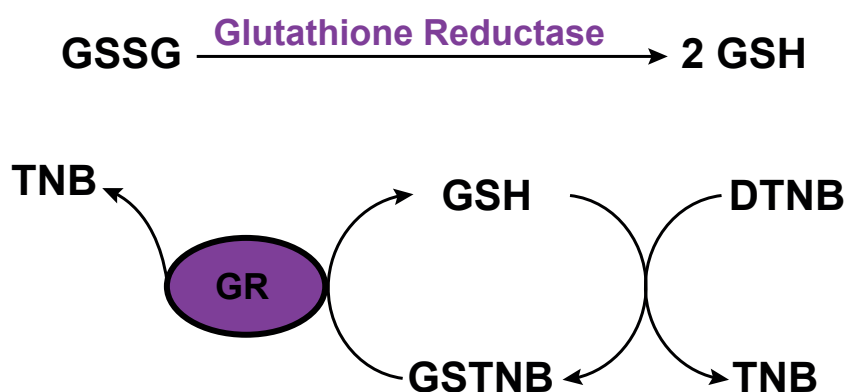 Glutathione Reductase
GSSG 2 GSH
TNB GSH DTNB
GR
GSTNB TNB